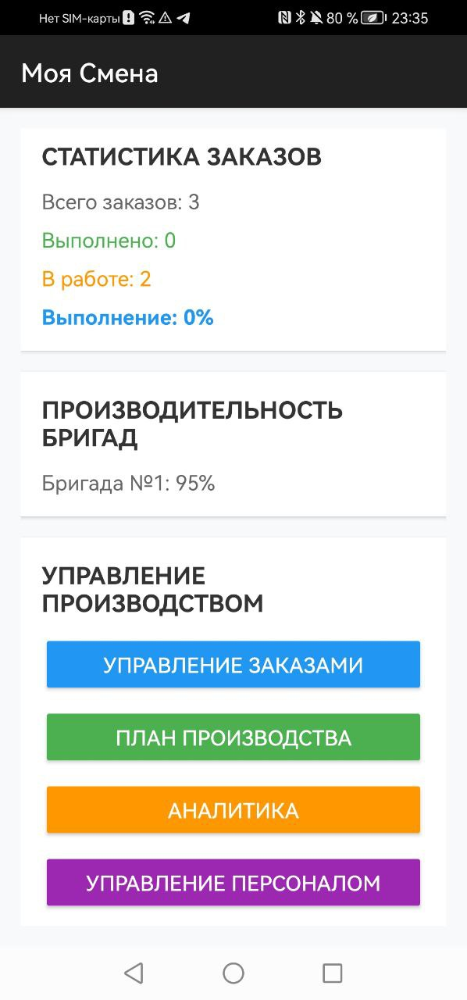 Нет SIM-карты 80 % 23:35
Моя Смена
СТАТИСТИКА ЗАКАЗОВ
Всего заказов: 3
Выполнено: 0
В работе: 2
Выполнение: 0%
ПРОИЗВОДИТЕЛЬНОСТЬ
БРИГАД
Бригада №1: 95%
УПРАВЛЕНИЕ
ПРОИЗВОДСТВОМ
УПРАВЛЕНИЕ ЗАКАЗАМИ
ПЛАН ПРОИЗВОДСТВА
АНАЛИТИКА
УПРАВЛЕНИЕ ПЕРСОНАЛОМ